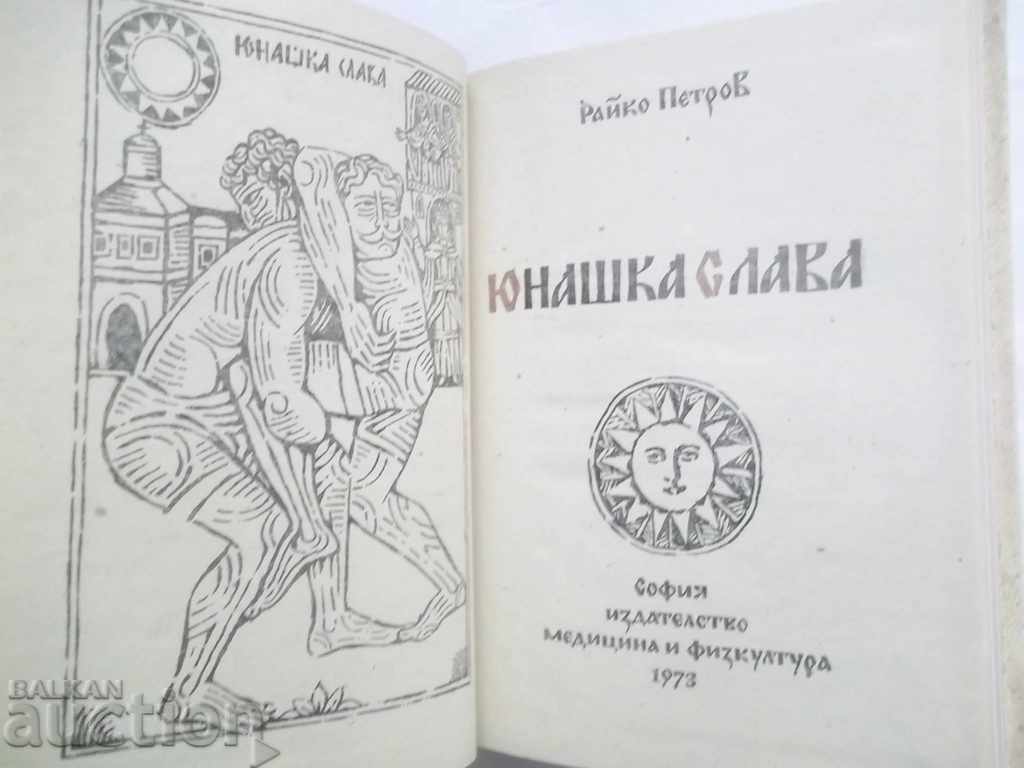 ЮНАШКА СЛАВА
Райко Петров
ЮНАШКА СЛАВА
София
издателство
медицина и физкултура
1973
BALKAN
auction